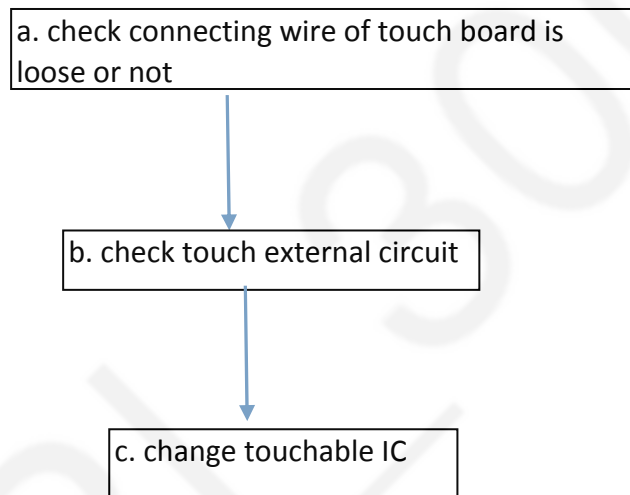 a. check connecting wire of touch board is
loose or not
b. check touch external circuit
c. change touchable IC